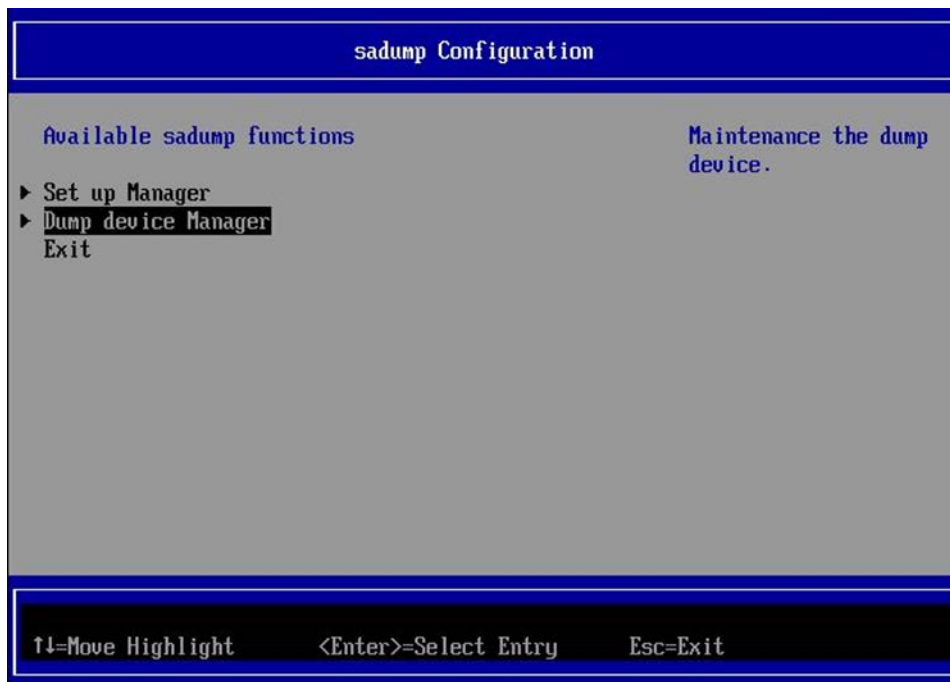 sadump Configuration
Available sadump functions
Maintenance the dump
device.
Set up Manager
Dump device Manager
Exit
↑↓=Move Highlight <Enter>=Select Entry Esc=Exit